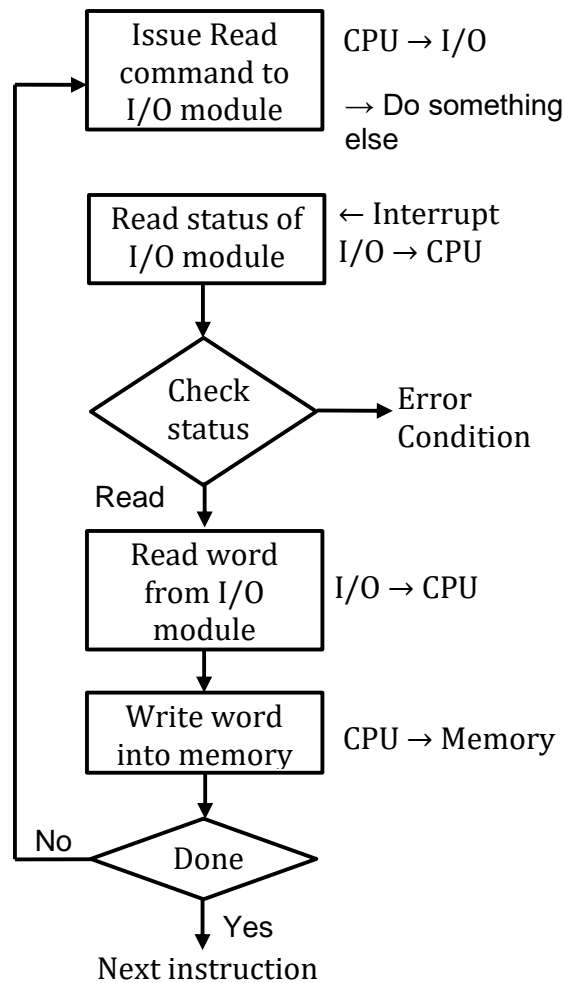 Issue Read
command to
I/O module
CPU → I/O
→ Do something
else
Read status of
I/O module
← Interrupt
I/O → CPU
Check
status
Error
Condition
Read
Read word
from I/O
module
I/O → CPU
Write word
into memory
CPU → Memory
No
Done
Yes
Next instruction